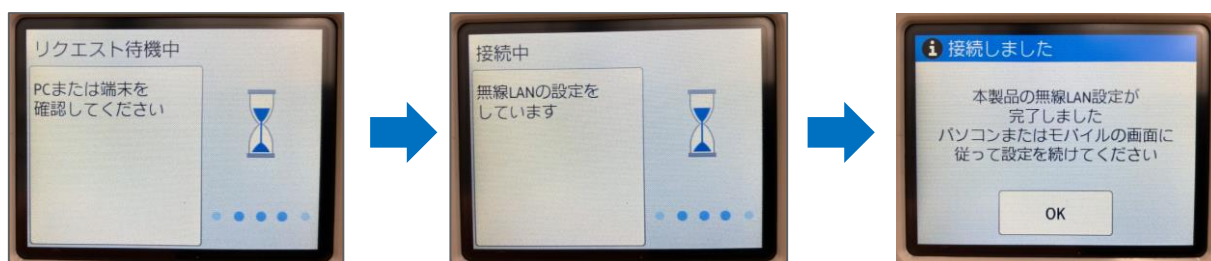 リクエスト待機中
PCまたは端末を
確認してください
接続中
無線LANの設定を
しています
接続しました
本製品の無線LAN設定が
完了しました
パソコンまたはモバイルの画面に
従って設定を続けてください
OK